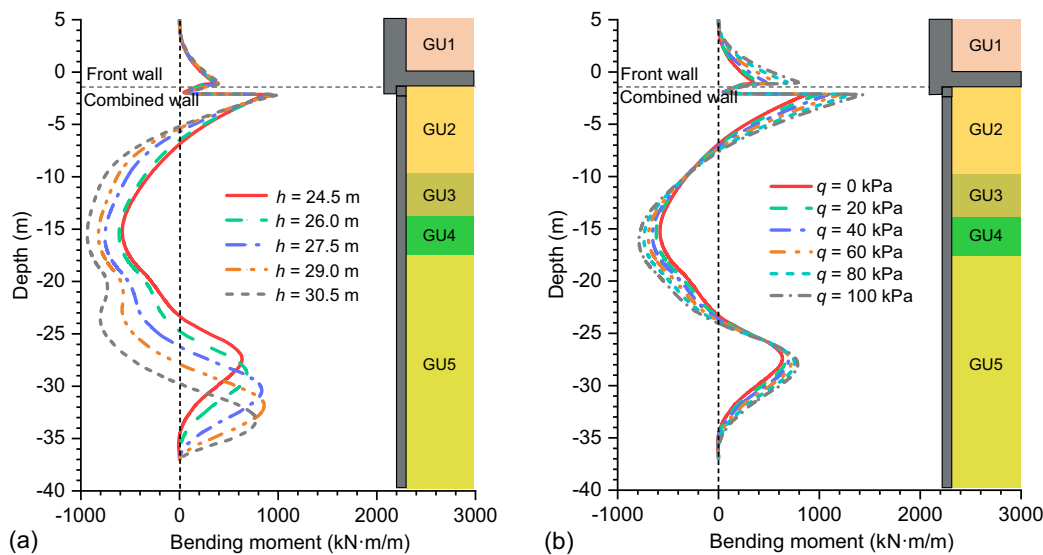 5
0
-5
-10
-15
-20
-25
-30
-35
-40
Depth (m)
Front wall
Combined wall
h = 24.5 m
h = 26.0 m
h = 27.5 m
h = 29.0 m
h = 30.5 m
GU1
GU2
GU3
GU4
GU5
-1000 0 1000 2000 3000
Bending moment (kN·m/m)
(a)
5
0
-5
-10
-15
-20
-25
-30
-35
-40
Depth (m)
Front wall
Combined wall
q = 0 kPa
q = 20 kPa
q = 40 kPa
q = 60 kPa
q = 80 kPa
q = 100 kPa
GU1
GU2
GU3
GU4
GU5
-1000 0 1000 2000 3000
Bending moment (kN·m/m)
(b)